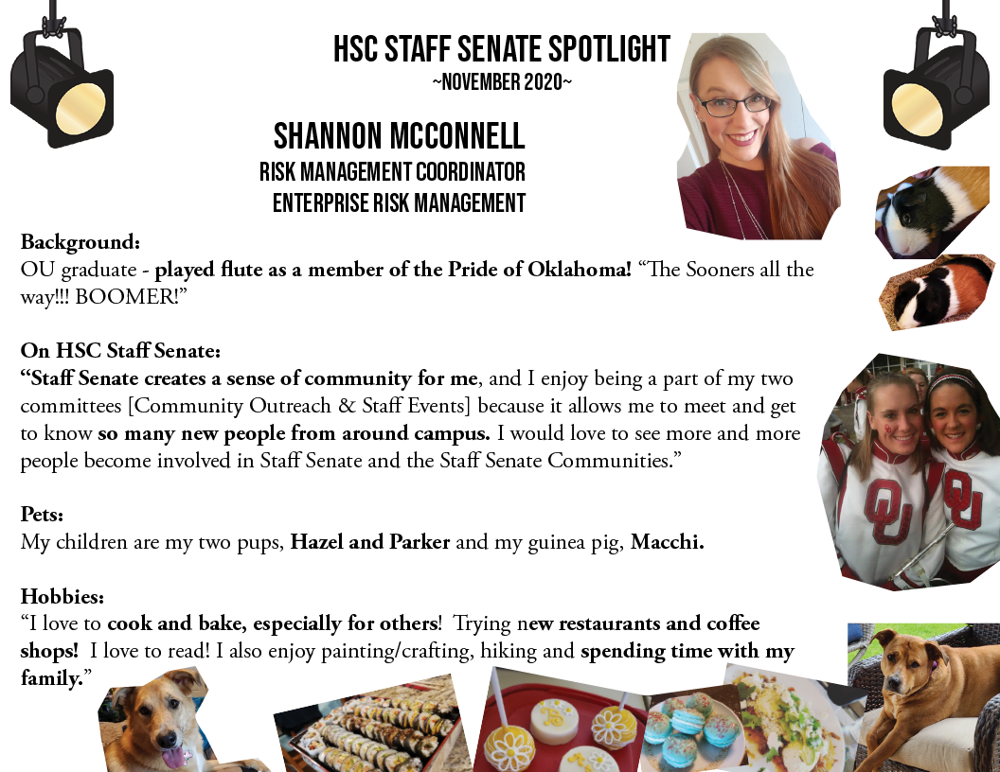 HSC STAFF SENATE SPOTLIGHT
~NOVEMBER 2020~
SHANNON MCCONNELL
RISK MANAGEMENT COORDINATOR
ENTERPRISE RISK MANAGEMENT
Background:
OU graduate - played flute as a member of the Pride of Oklahoma! “The Sooners all the
way!!! BOOMER!”
On HSC Staff Senate:
“Staff Senate creates a sense of community for me, and I enjoy being a part of my two
committees [Community Outreach & Staff Events] because it allows me to meet and get
to know so many new people from around campus. I would love to see more and more
people become involved in Staff Senate and the Staff Senate Communities.”
Pets:
My children are my two pups, Hazel and Parker and my guinea pig, Macchi.
Hobbies:
“I love to cook and bake, especially for others!  Trying new restaurants and coffee
shops!  I love to read! I also enjoy painting/crafting, hiking and spending time with my
family.”
OU
OU